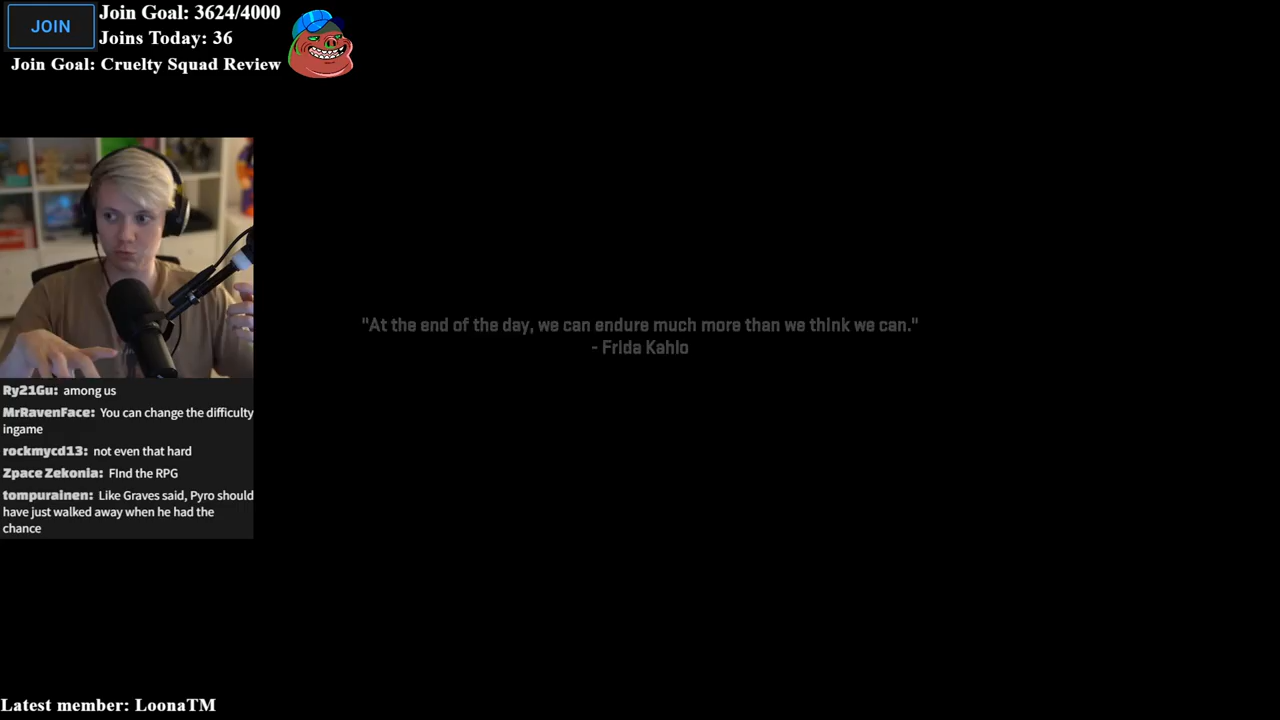 JOIN
Join Goal: 3624/4000
Joins Today: 36
Join Goal: Cruelty Squad Review
"At the end of the day, we can endure much more than we think we can."
- Frida Kahlo
Ry21Gu: among us
MrRavenFace: You can change the difficulty
ingame
rockmycd13: not even that hard
Zpace Zekonia: FInd the RPG
tompurainen: Like Graves said, Pyro should
have just walked away when he had the
chance
Latest member: LoonaTM